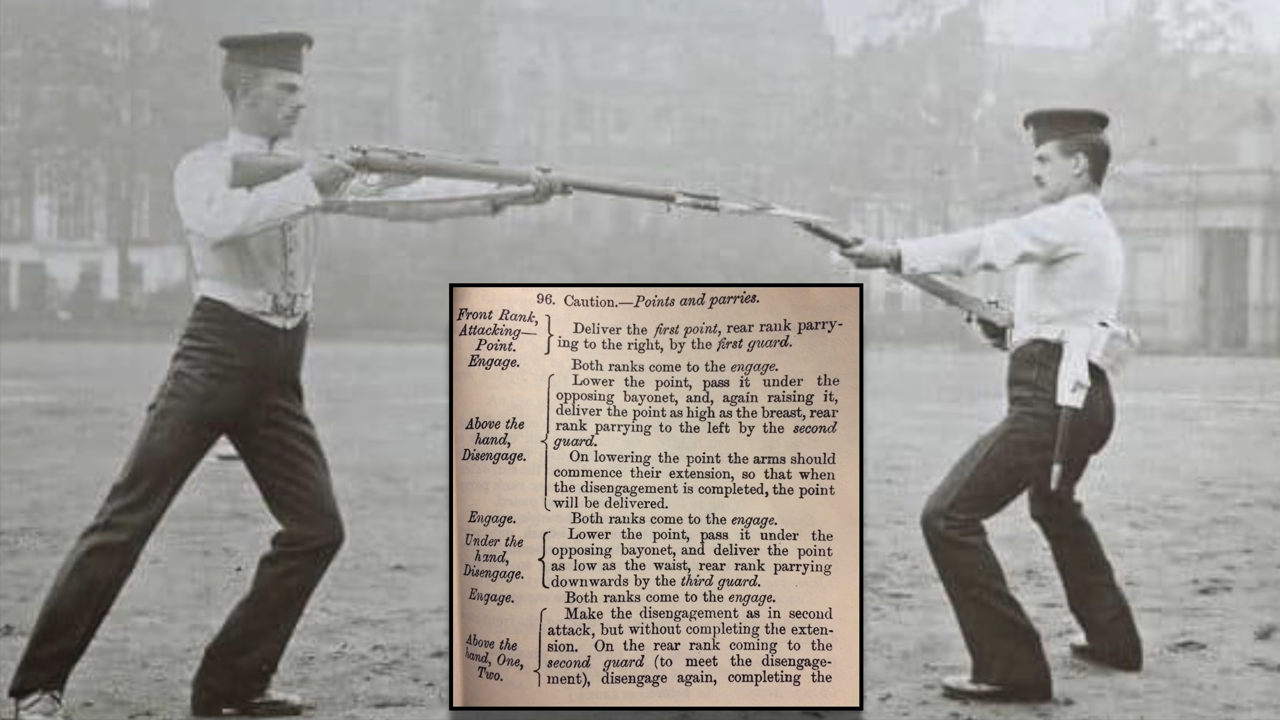 96. Caution.—Points and parries.
Front Rank,
Attacking—
Point.
Deliver the first point, rear rank parry-
ing to the right, by the first guard.
Engage.
Both ranks come to the engage.
Above the
hand,
Disengage.
Lower the point, pass it under the
opposing bayonet, and, again raising it,
deliver the point as high as the breast, rear
rank parrying to the left by the second
guard.
On lowering the point the arms should
commence their extension, so that when
the disengagement is completed, the point
will be delivered.
Engage.
Both ranks come to the engage.
Under the
hand,
Disengage.
Lower the point, pass it under the
opposing bayonet, and deliver the point
as low as the waist, rear rank parrying
downwards by the third guard.
Engage.
Both ranks come to the engage.
Above the
hand, One,
Two.
Make the disengagement as in second
attack, but without completing the exten-
sion. On the rear rank coming to the
second guard (to meet the disengage-
ment), disengage again, completing the